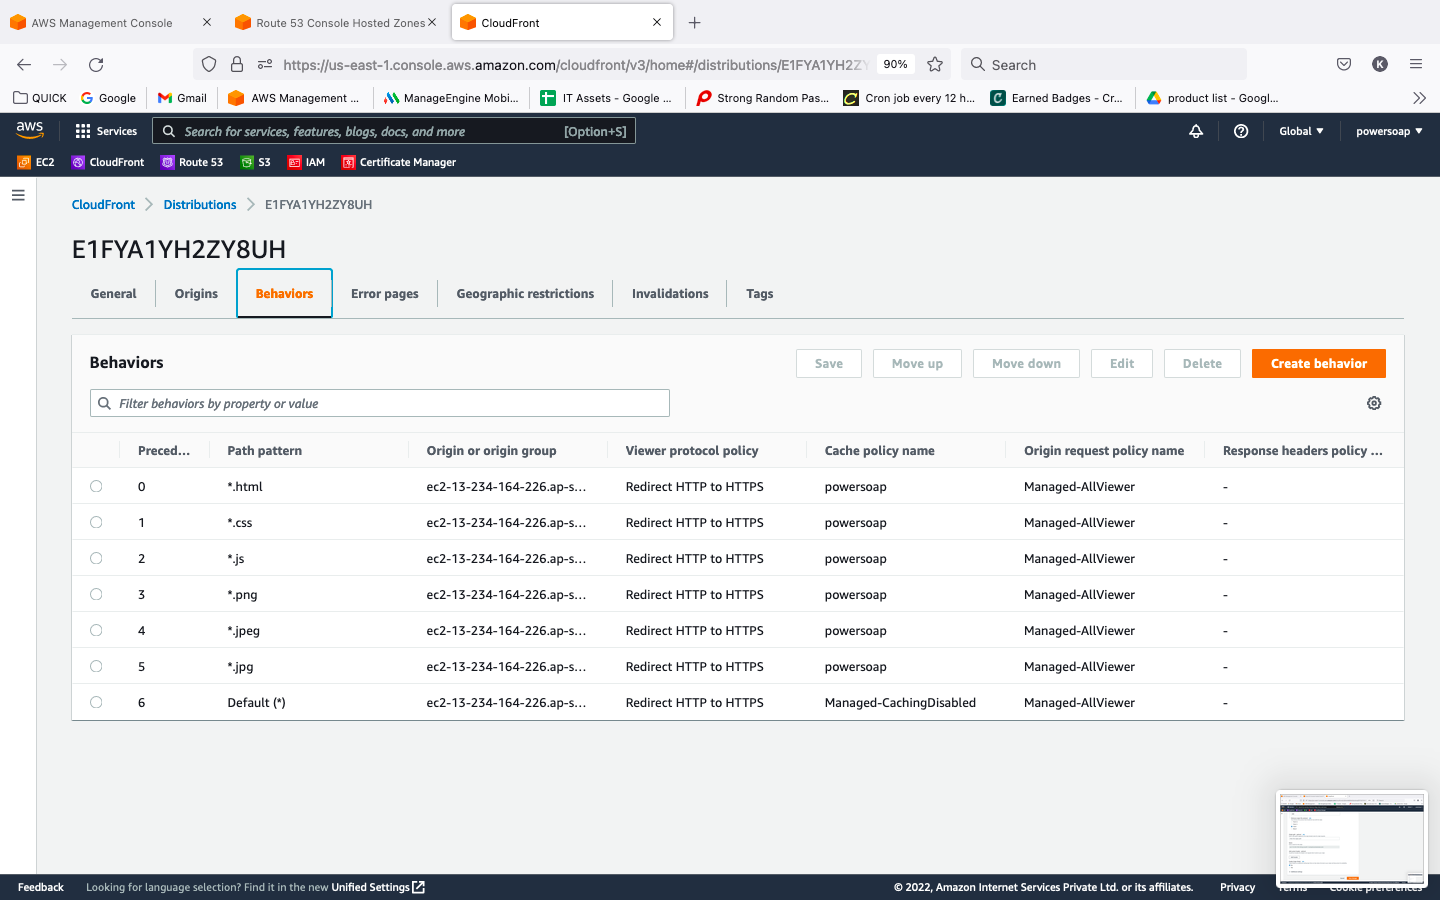 AWS Management Console
Route 53 Console Hosted Zones
CloudFront
https://us-east-1.console.aws.amazon.com/cloudfront/v3/home#/distributions/E1FYA1YH2ZY
90%
Search
K
QUICK
Google
Gmail
AWS Management ...
ManageEngine Mobi...
IT Assets - Google ...
Strong Random Pas...
Cron job every 12 h...
Earned Badges - Cr...
product list - Googl...
aws
Services
Search for services, features, blogs, docs, and more
[Option+S]
Global
powersoap
EC2
CloudFront
Route 53
S3
IAM
Certificate Manager
CloudFront
Distributions
E1FYA1YH2ZY8UH
E1FYA1YH2ZY8UH
General
Origins
Behaviors
Error pages
Geographic restrictions
Invalidations
Tags
Behaviors
Save
Move up
Move down
Edit
Delete
Create behavior
Filter behaviors by property or value
Preced... Path pattern Origin or origin group Viewer protocol policy Cache policy name Origin request policy name Response headers policy ...
0 *.html ec2-13-234-164-226.ap-s... Redirect HTTP to HTTPS powersoap Managed-AllViewer -
1 *.css ec2-13-234-164-226.ap-s... Redirect HTTP to HTTPS powersoap Managed-AllViewer -
2 *.js ec2-13-234-164-226.ap-s... Redirect HTTP to HTTPS powersoap Managed-AllViewer -
3 *.png ec2-13-234-164-226.ap-s... Redirect HTTP to HTTPS powersoap Managed-AllViewer -
4 *.jpeg ec2-13-234-164-226.ap-s... Redirect HTTP to HTTPS powersoap Managed-AllViewer -
5 *.jpg ec2-13-234-164-226.ap-s... Redirect HTTP to HTTPS powersoap Managed-AllViewer -
6 Default (*) ec2-13-234-164-226.ap-s... Redirect HTTP to HTTPS Managed-CachingDisabled Managed-AllViewer -
Feedback
Looking for language selection? Find it in the new Unified Settings
© 2022, Amazon Internet Services Private Ltd. or its affiliates.
Privacy
Terms
Cookie preferences